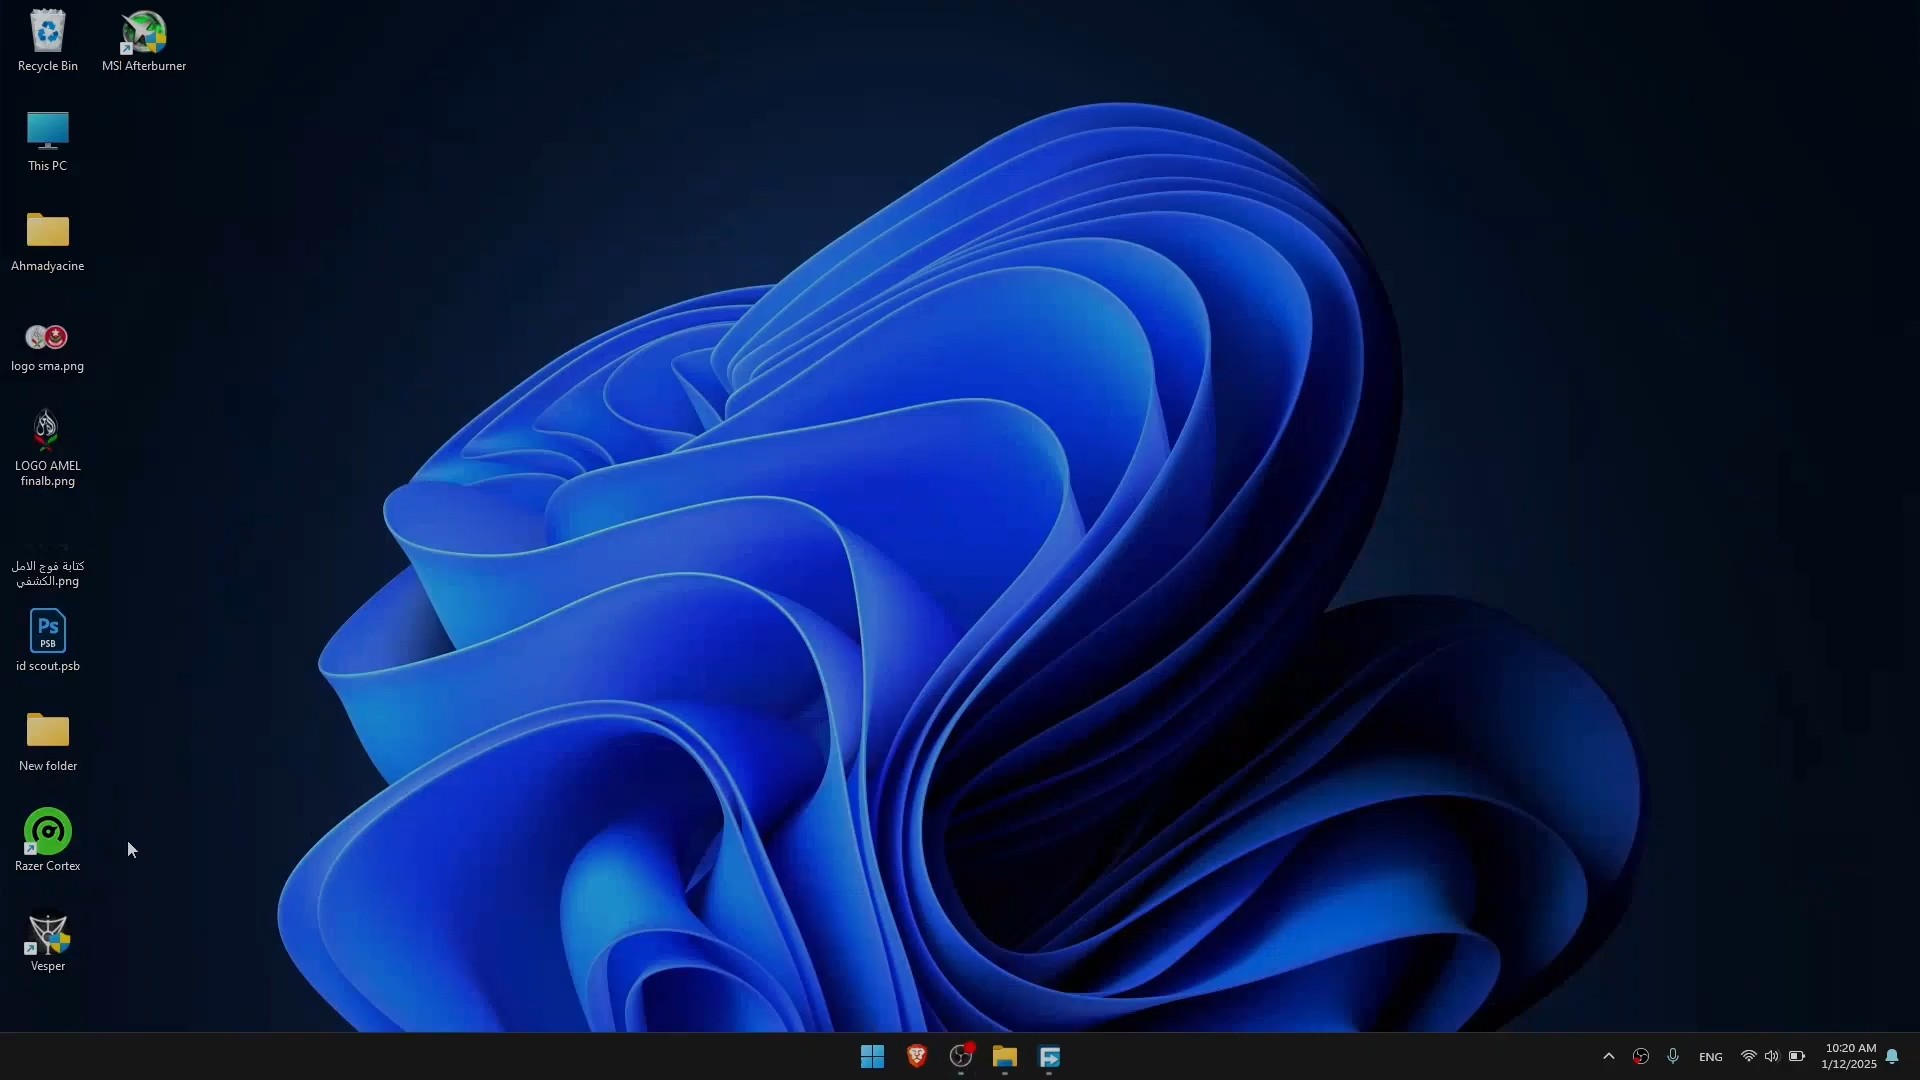 Recycle Bin
MSI Afterburner
This PC
Ahmadyacine
logo sma.png
LOGO AMEL
finalb.png
كتابة فوج الامل
الكشفي.png
Ps
PSB
id scout.psb
New folder
Razer Cortex
Vesper
ENG
10:20 AM
1/12/2025